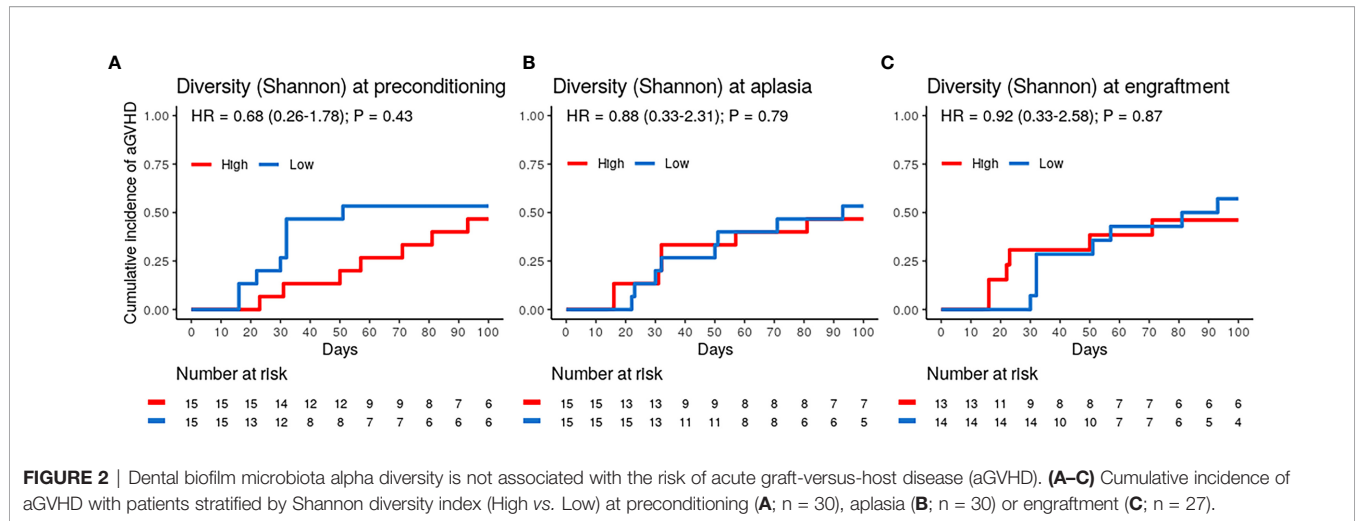 A
Diversity (Shannon) at preconditioning
HR = 0.68 (0.26-1.78); P = 0.43
High Low
Cumulative incidence of aGVHD
1.00
0.75
0.50
0.25
0.00
0 10 20 30 40 50 60 70 80 90 100
Days
Number at risk
15 15 15 14 12 12 9 9 8 7 6
15 15 13 12 8 8 7 7 6 6 6
B
Diversity (Shannon) at aplasia
HR = 0.88 (0.33-2.31); P = 0.79
High Low
1.00
0.75
0.50
0.25
0.00
0 10 20 30 40 50 60 70 80 90 100
Days
Number at risk
15 15 13 13 9 9 8 8 8 7 7
15 15 15 13 11 11 8 8 6 6 5
C
Diversity (Shannon) at engraftment
HR = 0.92 (0.33-2.58); P = 0.87
High Low
1.00
0.75
0.50
0.25
0.00
0 10 20 30 40 50 60 70 80 90 100
Days
Number at risk
13 13 11 9 8 8 7 7 6 6 6
14 14 14 14 10 10 7 7 6 5 4
FIGURE 2 | Dental biofilm microbiota alpha diversity is not associated with the risk of acute graft-versus-host disease (aGVHD). (A–C) Cumulative incidence of
aGVHD with patients stratified by Shannon diversity index (High vs. Low) at preconditioning (A; n = 30), aplasia (B; n = 30) or engraftment (C; n = 27).